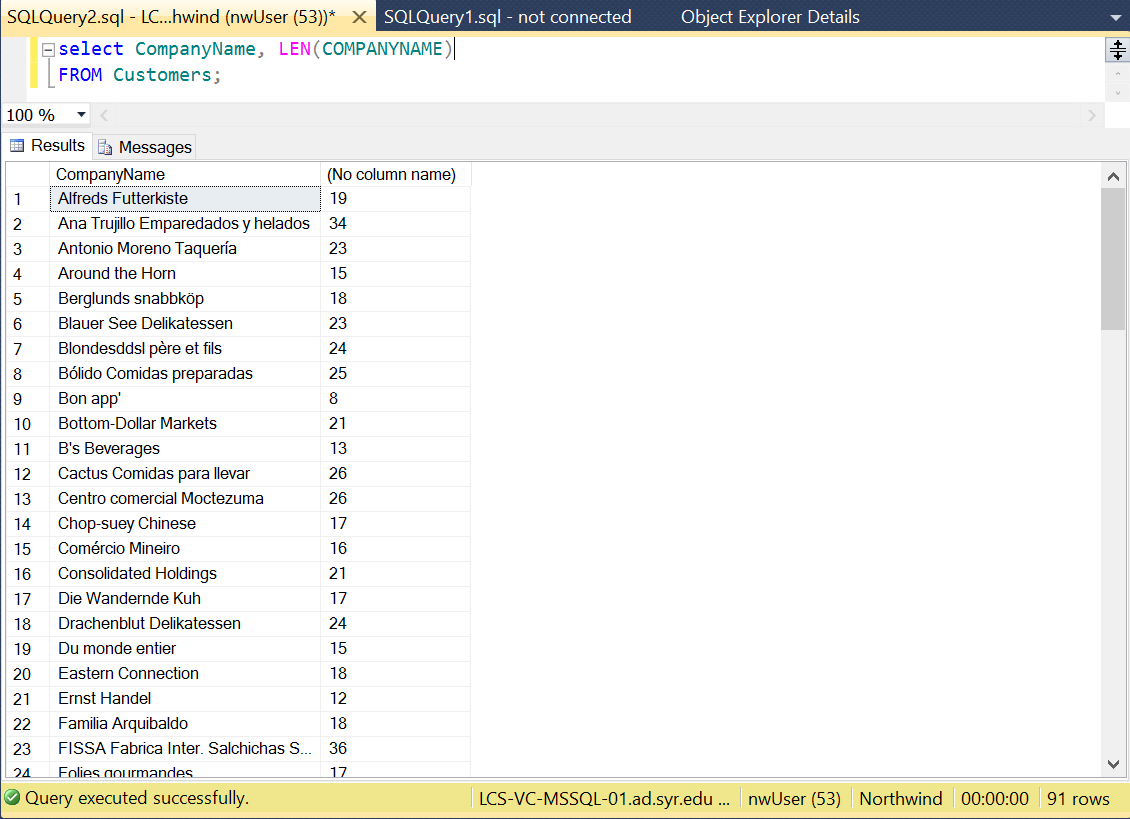 SQLQuery2.sql - LC...hwind (nwUser (53))* SQLQuery1.sql - not connected Object Explorer Details
select CompanyName, LEN(COMPANYNAME)
FROM Customers;
100 %
Results Messages
CompanyName (No column name)
1 Alfreds Futterkiste 19
2 Ana Trujillo Emparedados y helados 34
3 Antonio Moreno Taquería 23
4 Around the Horn 15
5 Berglunds snabbköp 18
6 Blauer See Delikatessen 23
7 Blondesddsl père et fils 24
8 Bólido Comidas preparadas 25
9 Bon app' 8
10 Bottom-Dollar Markets 21
11 B's Beverages 13
12 Cactus Comidas para llevar 26
13 Centro comercial Moctezuma 26
14 Chop-suey Chinese 17
15 Comércio Mineiro 16
16 Consolidated Holdings 21
17 Die Wandernde Kuh 17
18 Drachenblut Delikatessen 24
19 Du monde entier 15
20 Eastern Connection 18
21 Ernst Handel 12
22 Familia Arquibaldo 18
23 FISSA Fabrica Inter. Salchichas S... 36
24 Folies gourmandes 17
Query executed successfully. LCS-VC-MSSQL-01.ad.syr.edu ... nwUser (53) Northwind 00:00:00 91 rows